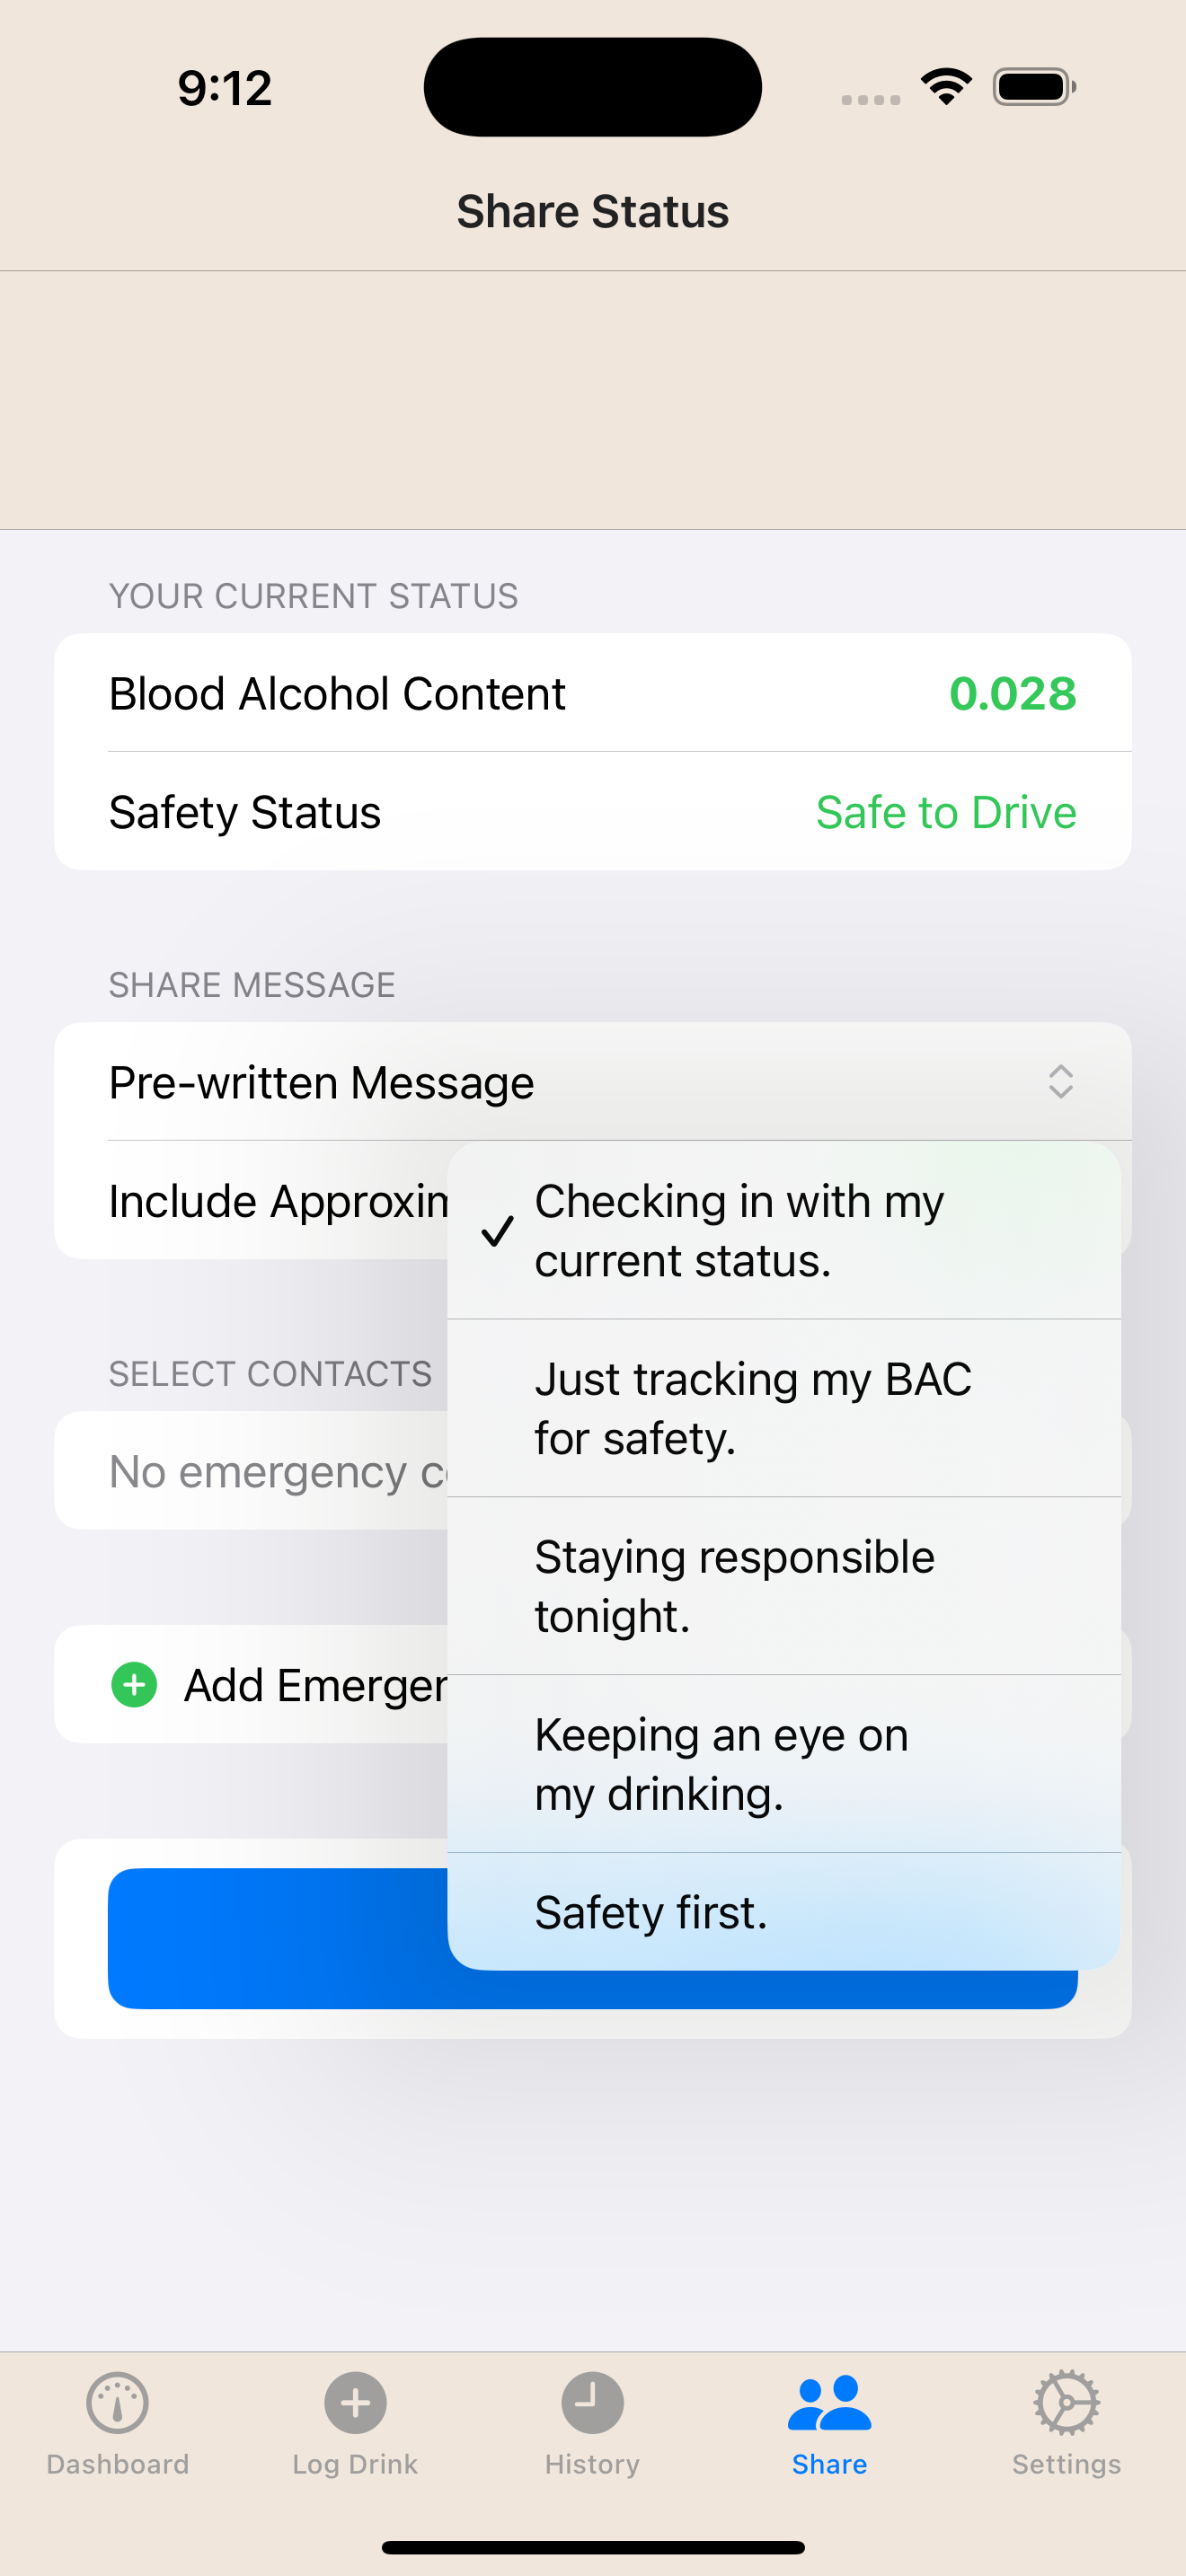 9:12
Share Status
YOUR CURRENT STATUS
Blood Alcohol Content 0.028
Safety Status Safe to Drive
SHARE MESSAGE
Pre-written Message
Include
Checking in with my
current status.
SELECT CONTACTS
Just tracking my BAC
for safety.
No emergency
Staying responsible
tonight.
Add
Keeping an eye on
my drinking.
Safety first.
Dashboard Log Drink History Share Settings